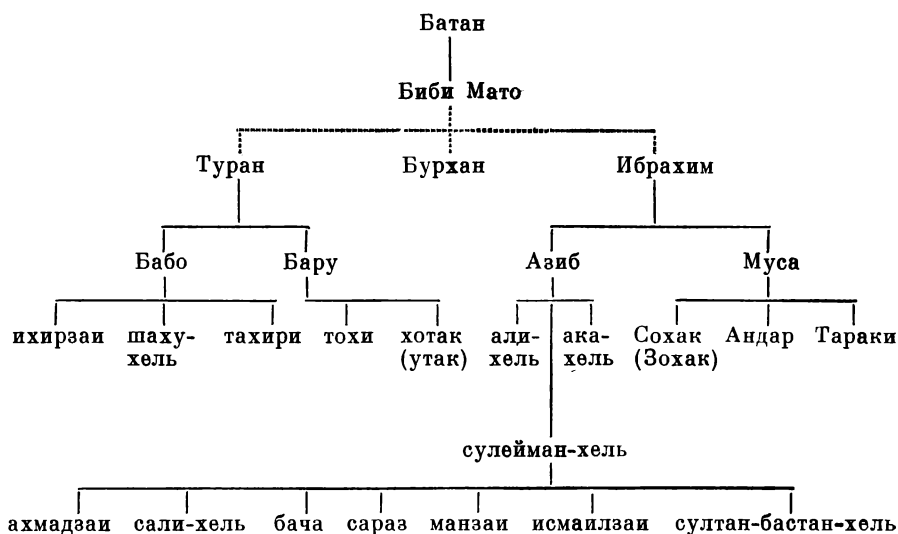 Батан
Биби Мато
Туран Бурхан Ибрахим
Бабо Бару Азиб Муса
ихирзаи шаху- тахири тохи хотак али- ака- Сохак Андар Тараки
хель (утак) хель хель (Зохак)
сулейман-хель
ахмадзаи сали-хель бача сараз манзаи исмаилзаи султан-бастан-хель